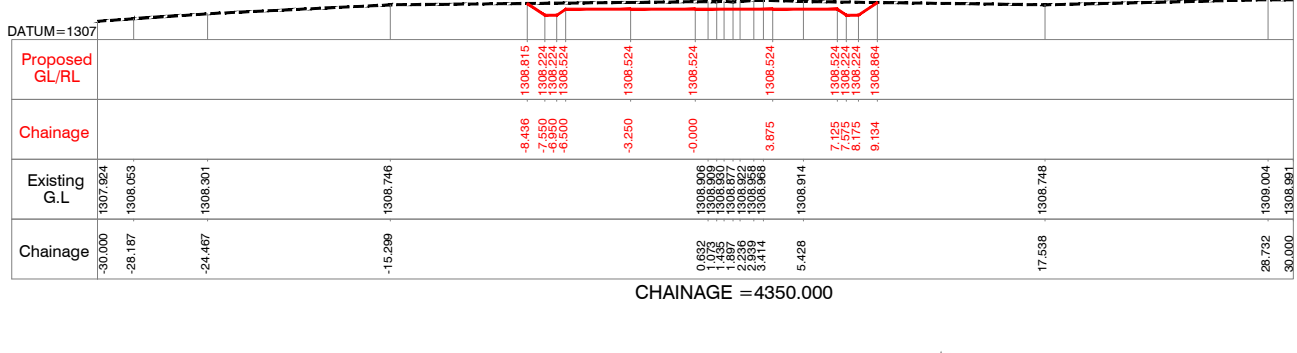 DATUM=1307
Proposed
GL/RL
1308.815 1308.224 1308.224 1308.524 1308.524 1308.524 1308.524 1308.524 1308.224 1308.224 1308.864
Chainage
-8.436 -7.550 -6.950 -6.500 -3.250 -0.000 3.875 7.125 7.575 8.175 9.134
Existing
G.L
1307.924 1308.053 1308.301 1308.746 1308.906 1308.909 1308.930 1308.877 1308.922 1308.958 1308.968 1308.914 1308.748 1309.004 1308.991
Chainage
-30.000 -28.187 -24.467 -15.299 0.632 1.073 1.435 1.897 2.236 2.939 3.414 5.428 17.538 28.732 30.000
CHAINAGE =4350.000